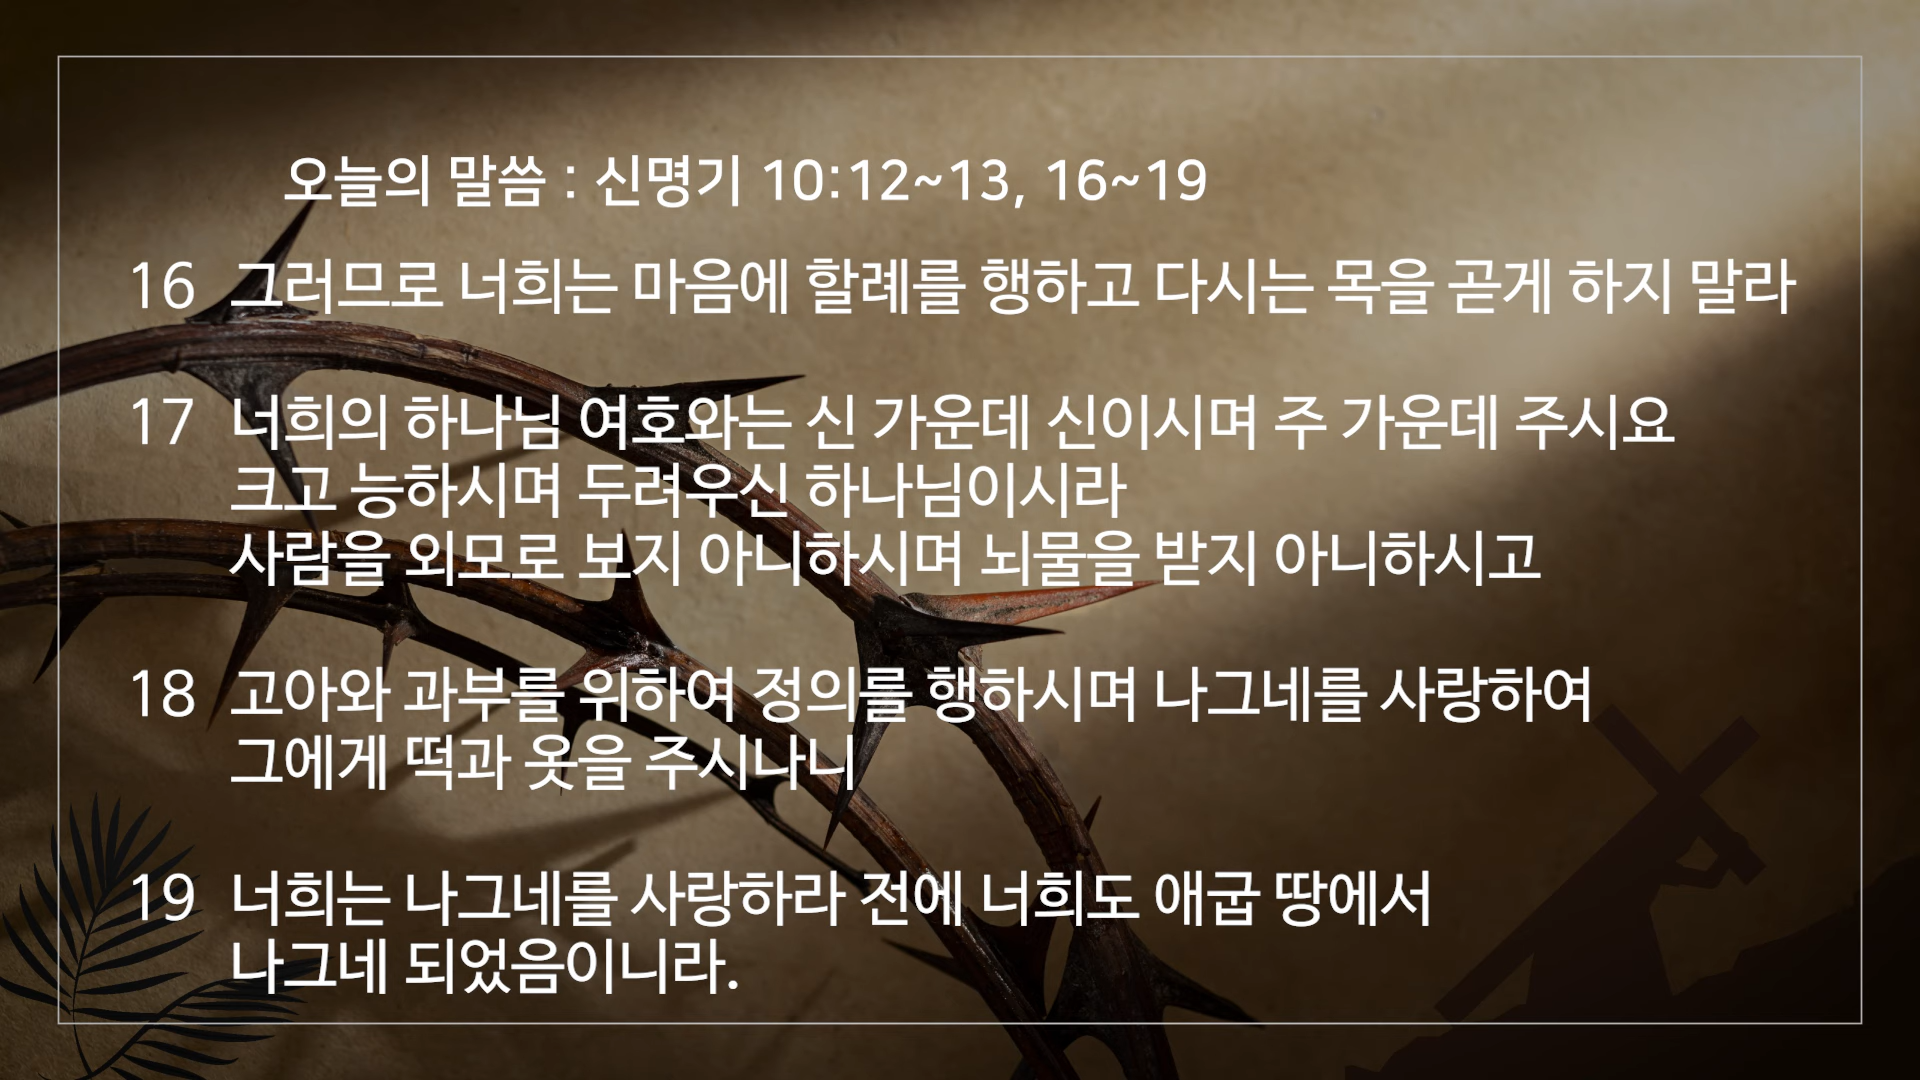 오늘의 말씀 : 신명기 10:12~13, 16~19
16 그러므로 너희는 마음에 할례를 행하고 다시는 목을 곧게 하지 말라
17 너희의 하나님 여호와는 신 가운데 신이시며 주 가운데 주시요
크고 능하시며 두려우신 하나님이시라
사람을 외모로 보지 아니하시며 뇌물을 받지 아니하시고
18 고아와 과부를 위하여 정의를 행하시며 나그네를 사랑하여
그에게 떡과 옷을 주시나니
19 너희는 나그네를 사랑하라 전에 너희도 애굽 땅에서
나그네 되었음이니라.